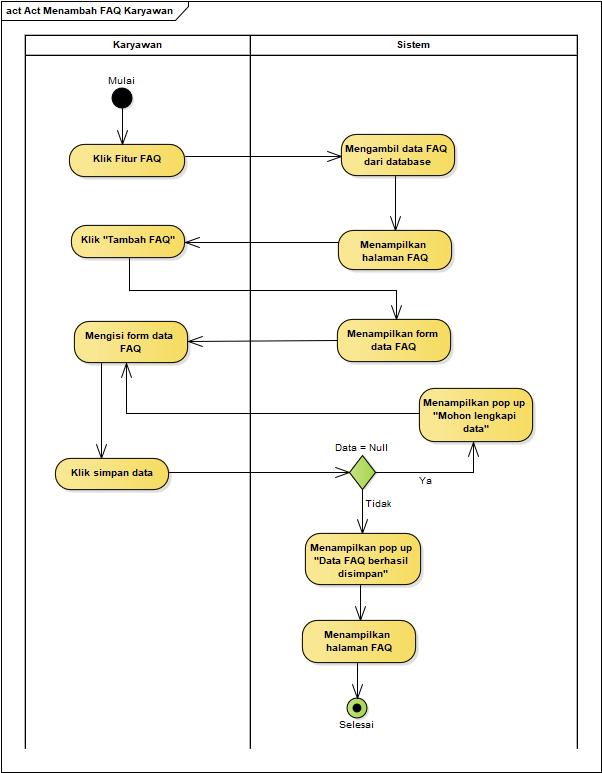 act Act Menambah FAQ Karyawan
Karyawan
Sistem
Mulai
Klik Fitur FAQ
Mengambil data FAQ
dari database
Klik "Tambah FAQ"
Menampilkan
halaman FAQ
Mengisi form data
FAQ
Menampilkan form
data FAQ
Menampilkan pop up
"Mohon lengkapi
data"
Klik simpan data
Data = Null
Ya
Tidak
Menampilkan pop up
"Data FAQ berhasil
disimpan"
Menampilkan
halaman FAQ
Selesai